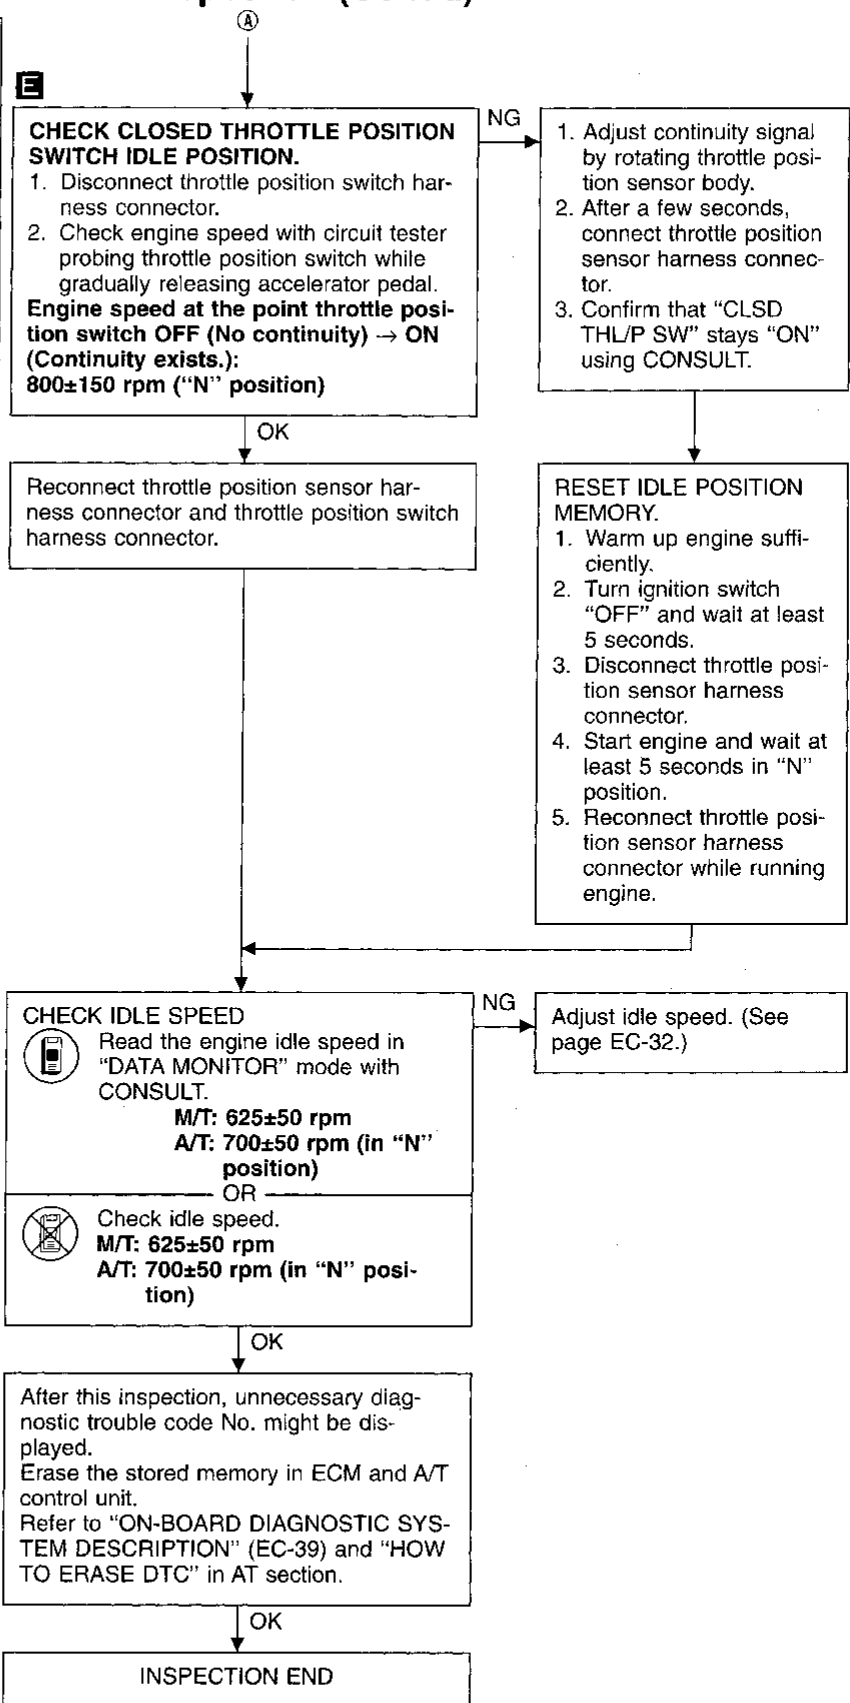 Ⓐ
E
CHECK CLOSED THROTTLE POSITION
SWITCH IDLE POSITION.
1. Disconnect throttle position switch har-
ness connector.
2. Check engine speed with circuit tester
probing throttle position switch while
gradually releasing accelerator pedal.
Engine speed at the point throttle posi-
tion switch OFF (No continuity) → ON
(Continuity exists.):
800±150 rpm (“N” position)
NG
1. Adjust continuity signal
by rotating throttle posi-
tion sensor body.
2. After a few seconds,
connect throttle position
sensor harness connec-
tor.
3. Confirm that “CLSD
THL/P SW” stays “ON”
using CONSULT.
OK
Reconnect throttle position sensor har-
ness connector and throttle position switch
harness connector.
RESET IDLE POSITION
MEMORY.
1. Warm up engine suffi-
ciently.
2. Turn ignition switch
“OFF” and wait at least
5 seconds.
3. Disconnect throttle posi-
tion sensor harness
connector.
4. Start engine and wait at
least 5 seconds in “N”
position.
5. Reconnect throttle posi-
tion sensor harness
connector while running
engine.
CHECK IDLE SPEED
Read the engine idle speed in
“DATA MONITOR” mode with
CONSULT.
M/T: 625±50 rpm
A/T: 700±50 rpm (in “N”
position)
OR
Check idle speed.
M/T: 625±50 rpm
A/T: 700±50 rpm (in “N” posi-
tion)
NG
Adjust idle speed. (See
page EC-32.)
OK
After this inspection, unnecessary diag-
nostic trouble code No. might be dis-
played.
Erase the stored memory in ECM and A/T
control unit.
Refer to “ON-BOARD DIAGNOSTIC SYS-
TEM DESCRIPTION” (EC-39) and “HOW
TO ERASE DTC” in AT section.
OK
INSPECTION END